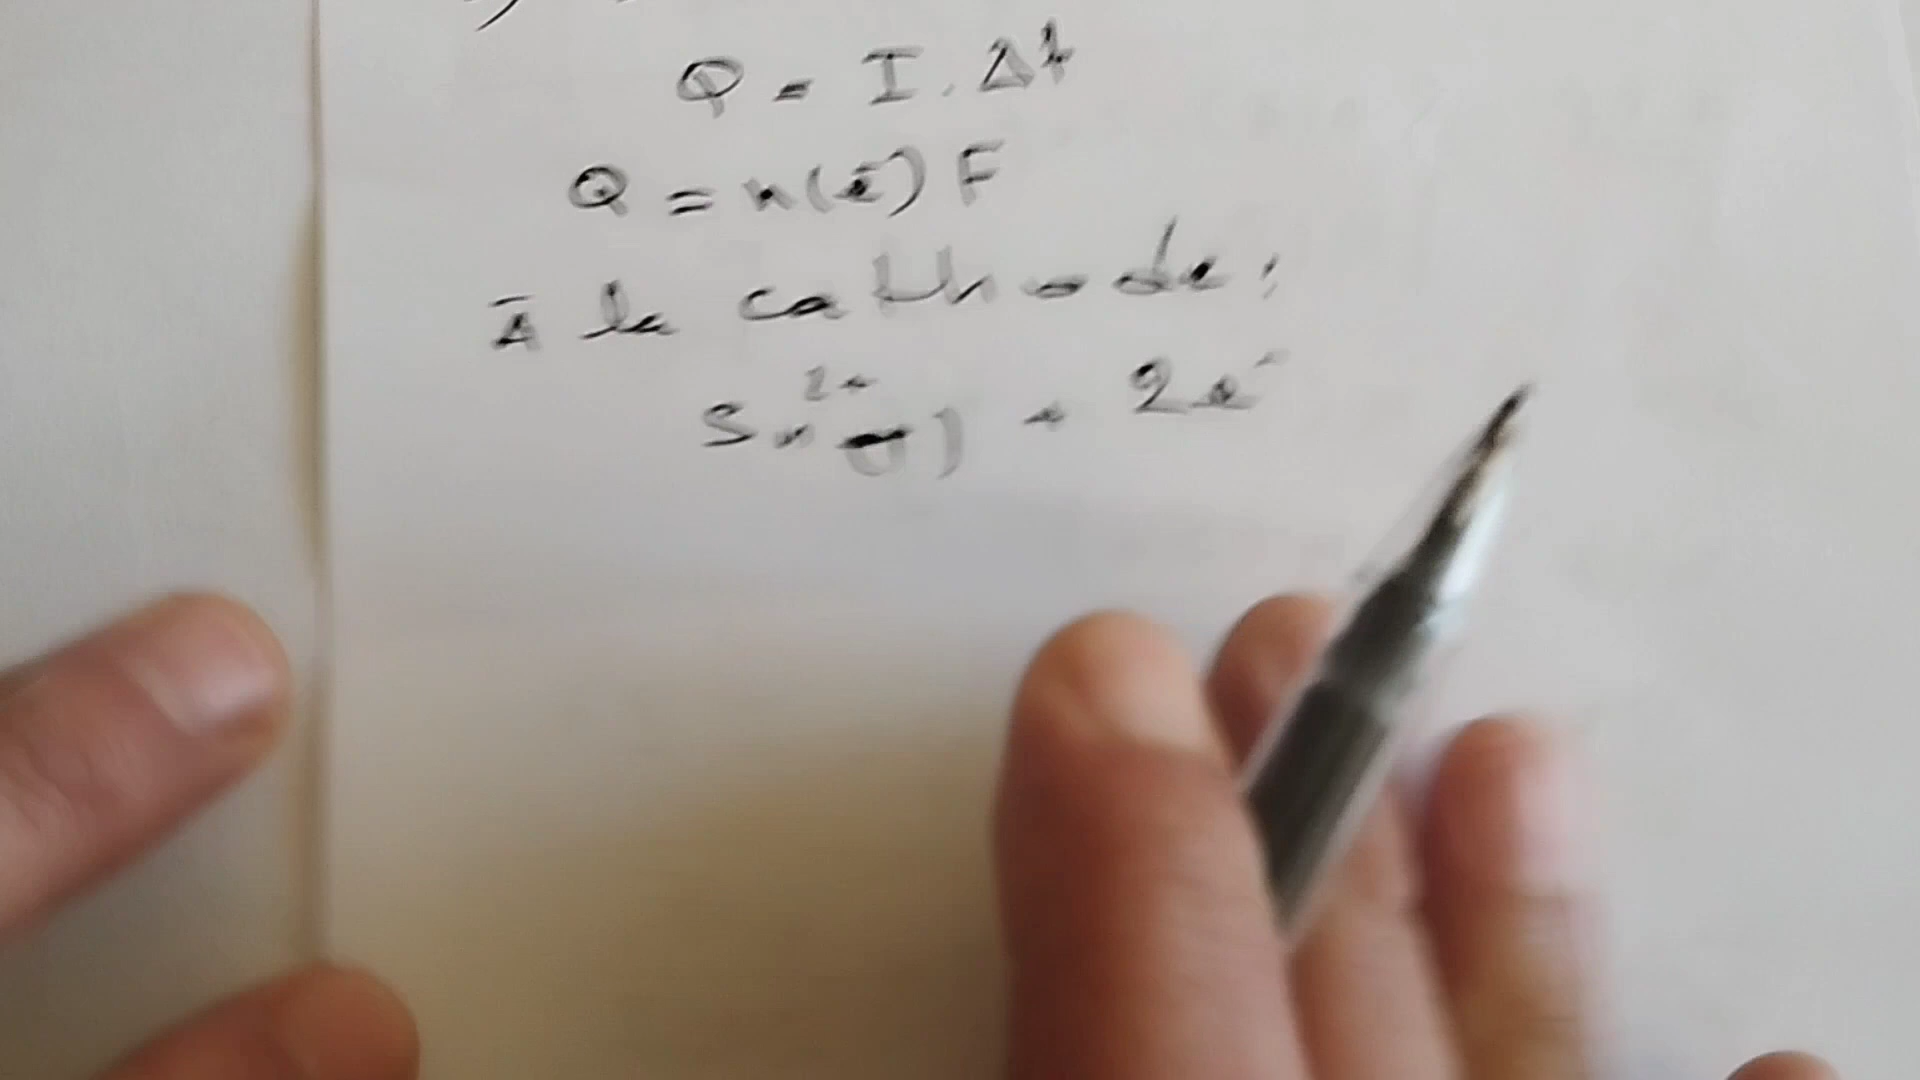 Q = I . Δt
Q = n(e⁻) F
À la cathode :
Sn²⁺(aq) + 2e⁻